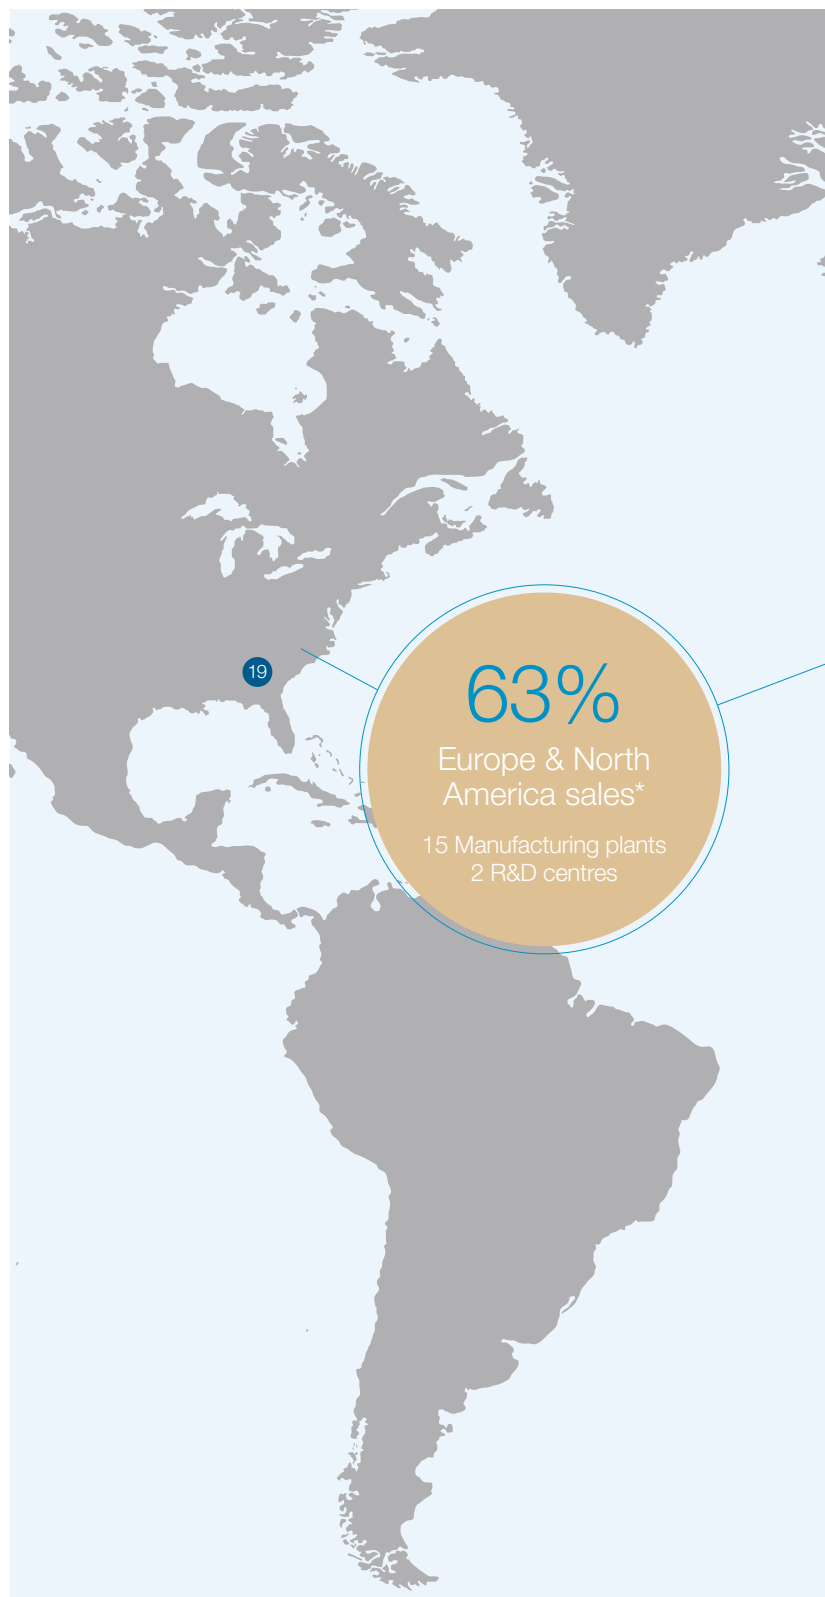 19
63%
Europe & North
America sales*
15 Manufacturing plants
2 R&D centres